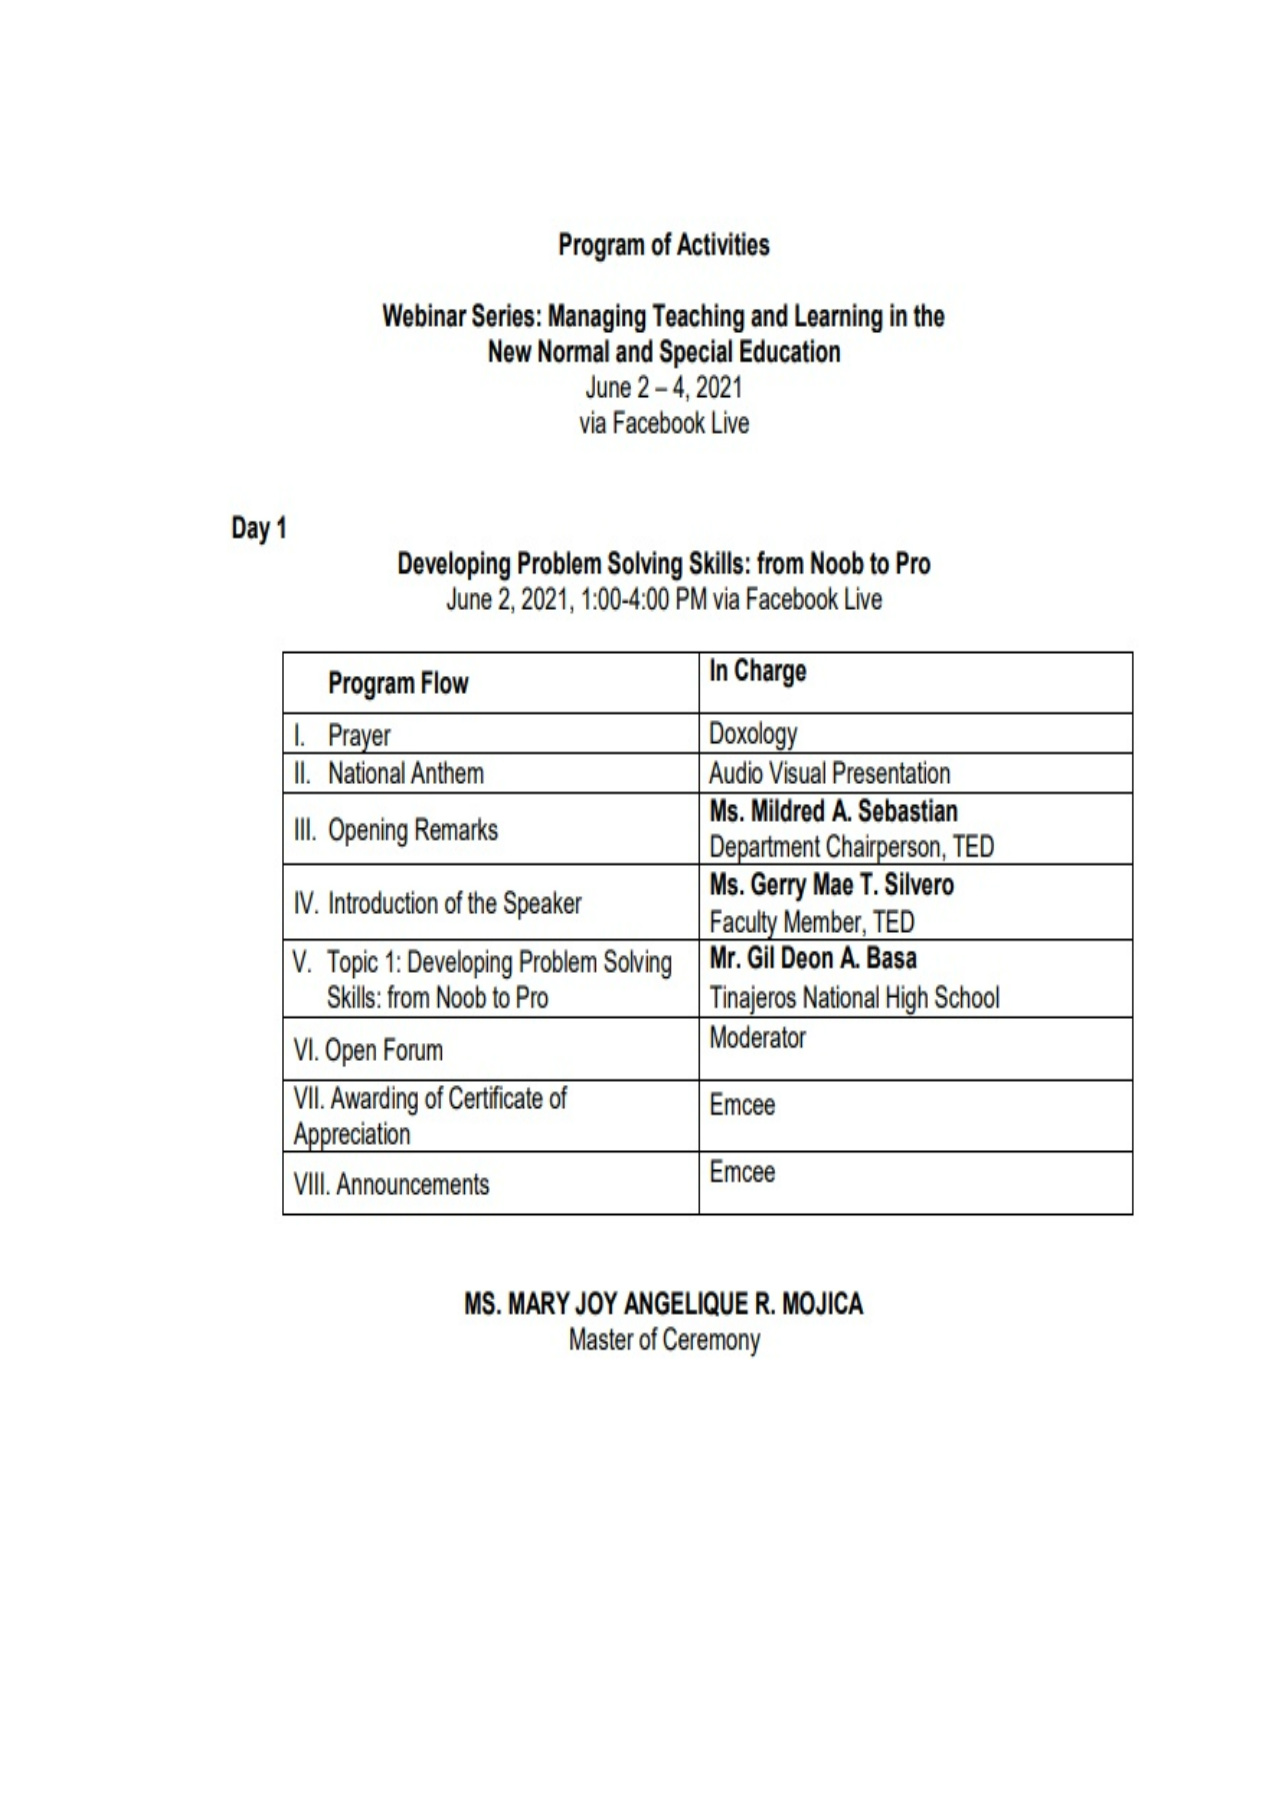 Program of Activities
Webinar Series: Managing Teaching and Learning in the
New Normal and Special Education
June 2 – 4, 2021
via Facebook Live
Day 1
Developing Problem Solving Skills: from Noob to Pro
June 2, 2021, 1:00-4:00 PM via Facebook Live
Program Flow
In Charge
I. Prayer
Doxology
II. National Anthem
Audio Visual Presentation
III. Opening Remarks
Ms. Mildred A. Sebastian
Department Chairperson, TED
IV. Introduction of the Speaker
Ms. Gerry Mae T. Silvero
Faculty Member, TED
V. Topic 1: Developing Problem Solving
Skills: from Noob to Pro
Mr. Gil Deon A. Basa
Tinajeros National High School
VI. Open Forum
Moderator
VII. Awarding of Certificate of
Appreciation
Emcee
VIII. Announcements
Emcee
MS. MARY JOY ANGELIQUE R. MOJICA
Master of Ceremony